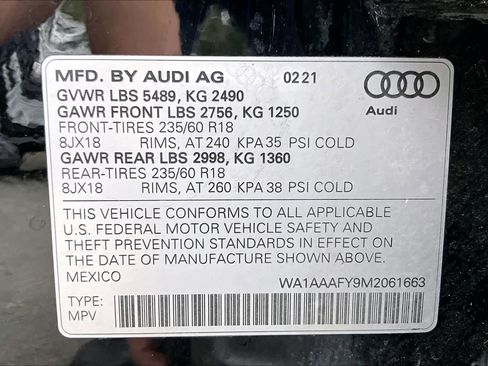 MFD. BY AUDI AG 02 21
GVWR LBS 5489, KG 2490
GAWR FRONT LBS 2756, KG 1250
FRONT-TIRES 235/60 R18
8JX18 RIMS, AT 240 KPA 35 PSI COLD
GAWR REAR LBS 2998, KG 1360
REAR-TIRES 235/60 R18
8JX18 RIMS, AT 260 KPA 38 PSI COLD
Audi
THIS VEHICLE CONFORMS TO ALL APPLICABLE
U.S. FEDERAL MOTOR VEHICLE SAFETY AND
THEFT PREVENTION STANDARDS IN EFFECT ON
THE DATE OF MANUFACTURE SHOWN ABOVE.
MEXICO WA1AAAFY9M2061663
TYPE:
MPV